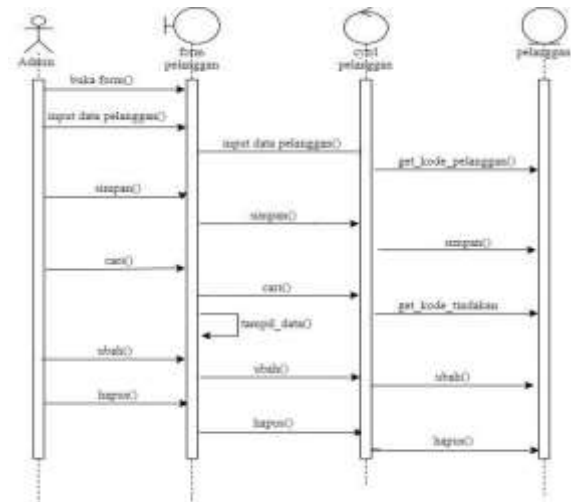 Admin
form
pelanggan
cntrl
pelanggan
pelanggan
buka form()
input data pelanggan()
input data pelanggan()
get_kode_pelanggan()
simpan()
simpan()
simpan()
cari()
cari()
get_kode_tindakan
tampil_data()
ubah()
ubah()
ubah()
hapus()
hapus()
hapus()